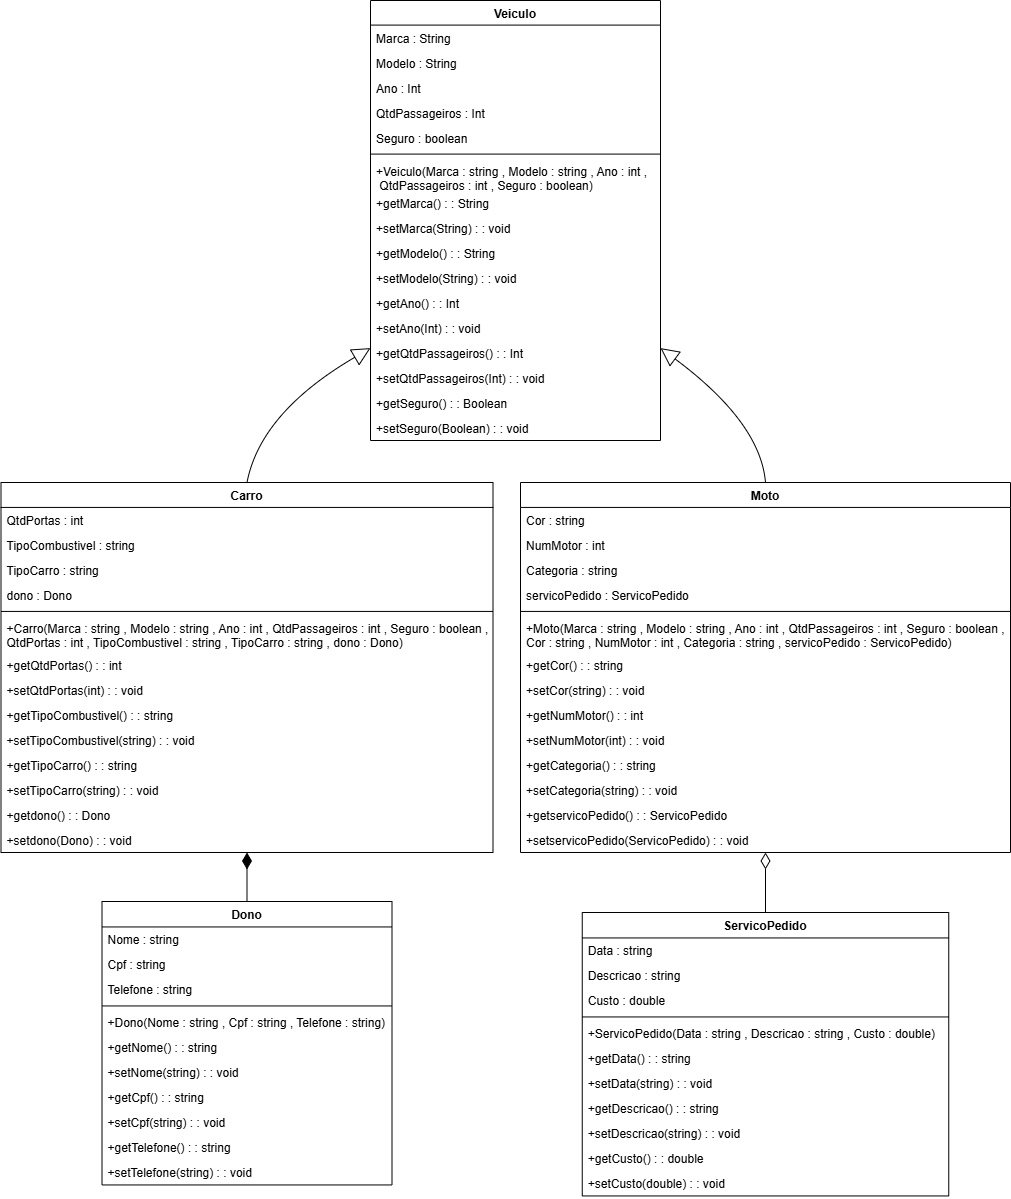 Veiculo
Marca : String
Modelo : String
Ano : Int
QtdPassageiros : Int
Seguro : boolean
+Veiculo(Marca : string , Modelo : string , Ano : int ,
QtdPassageiros : int , Seguro : boolean)
+getMarca() : : String
+setMarca(String) : : void
+getModelo() : : String
+setModelo(String) : : void
+getAno() : : Int
+setAno(Int) : : void
+getQtdPassageiros() : : Int
+setQtdPassageiros(Int) : : void
+getSeguro() : : Boolean
+setSeguro(Boolean) : : void
Carro
QtdPortas : int
TipoCombustivel : string
TipoCarro : string
dono : Dono
+Carro(Marca : string , Modelo : string , Ano : int , QtdPassageiros : int , Seguro : boolean ,
QtdPortas : int , TipoCombustivel : string , TipoCarro : string , dono : Dono)
+getQtdPortas() : : int
+setQtdPortas(int) : : void
+getTipoCombustivel() : : string
+setTipoCombustivel(string) : : void
+getTipoCarro() : : string
+setTipoCarro(string) : : void
+getdono() : : Dono
+setdono(Dono) : : void
Moto
Cor : string
NumMotor : int
Categoria : string
servicoPedido : ServicoPedido
+Moto(Marca : string , Modelo : string , Ano : int , QtdPassageiros : int , Seguro : boolean ,
Cor : string , NumMotor : int , Categoria : string , servicoPedido : ServicoPedido)
+getCor() : : string
+setCor(string) : : void
+getNumMotor() : : int
+setNumMotor(int) : : void
+getCategoria() : : string
+setCategoria(string) : : void
+getservicoPedido() : : ServicoPedido
+setservicoPedido(ServicoPedido) : : void
Dono
Nome : string
Cpf : string
Telefone : string
+Dono(Nome : string , Cpf : string , Telefone : string)
+getNome() : : string
+setNome(string) : : void
+getCpf() : : string
+setCpf(string) : : void
+getTelefone() : : string
+setTelefone(string) : : void
ServicoPedido
Data : string
Descricao : string
Custo : double
+ServicoPedido(Data : string , Descricao : string , Custo : double)
+getData() : : string
+setData(string) : : void
+getDescricao() : : string
+setDescricao(string) : : void
+getCusto() : : double
+setCusto(double) : : void